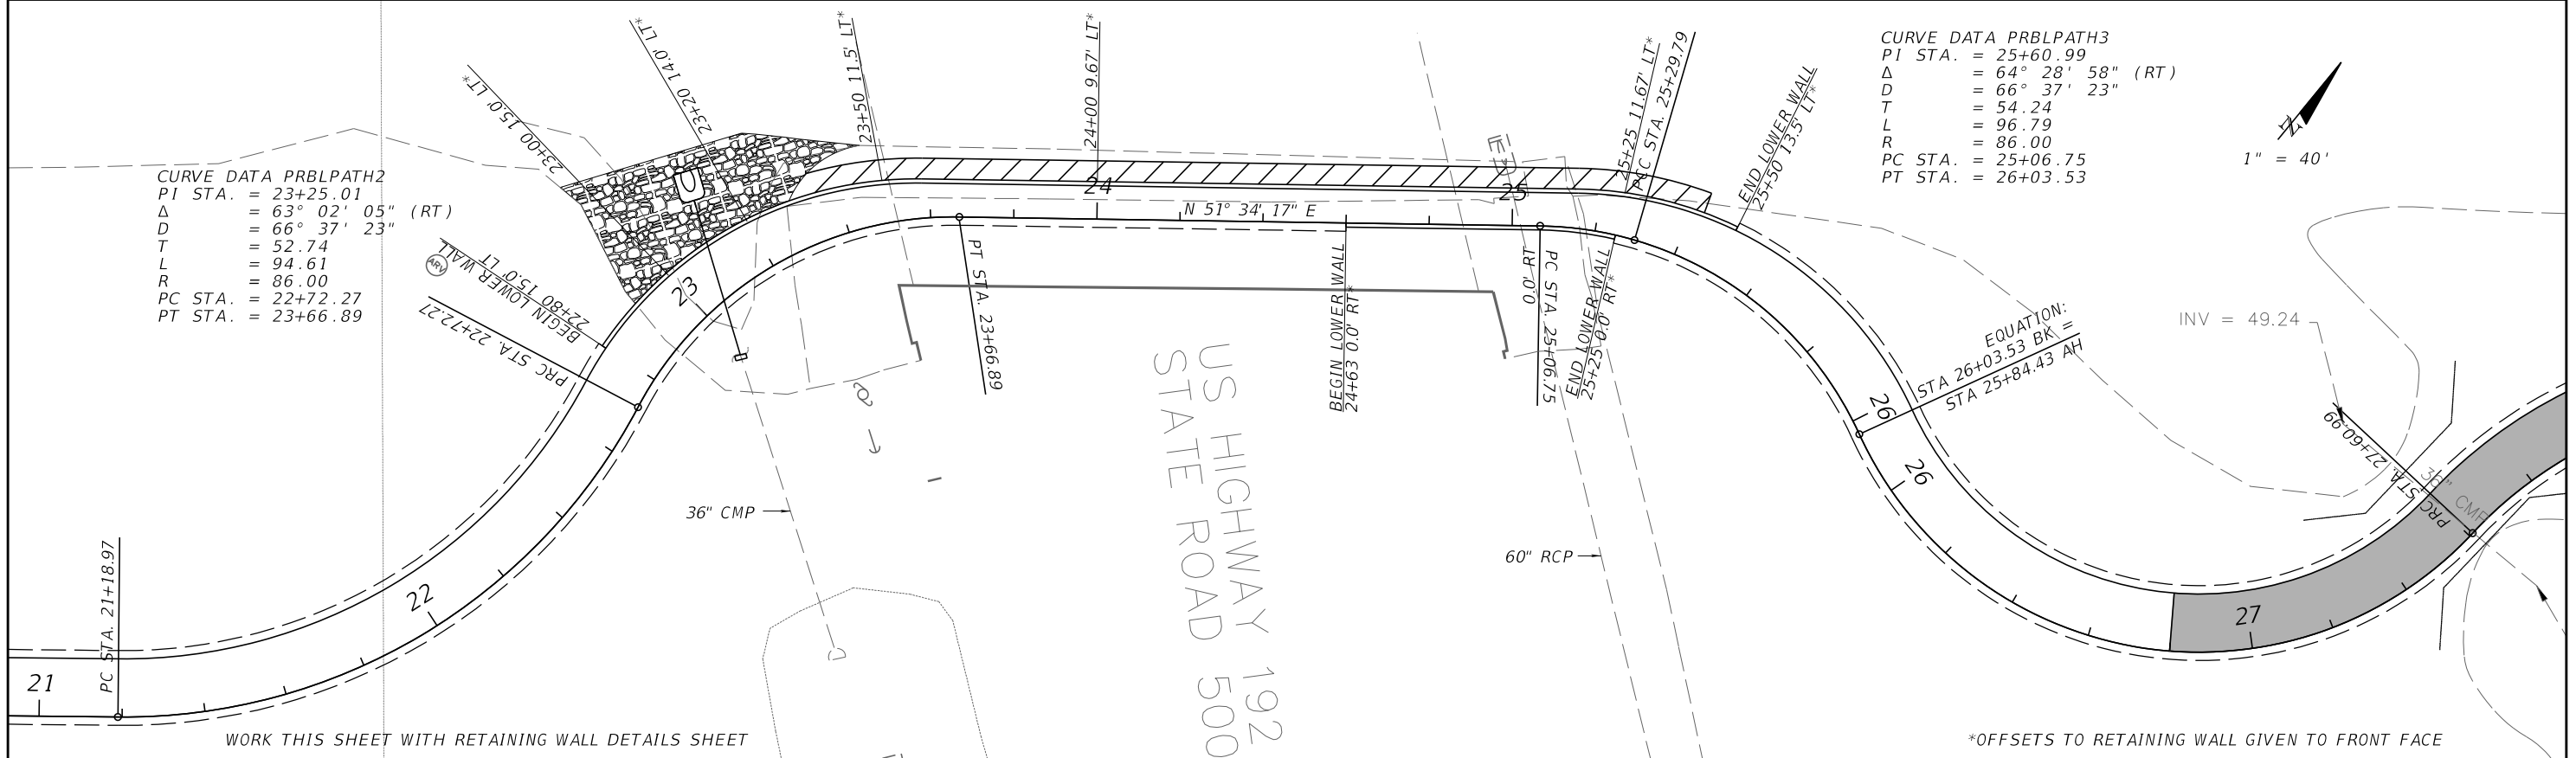 CURVE DATA PRBLPATH2
PI STA. = 23+25.01
Δ = 63° 02' 05" (RT)
D = 66° 37' 23"
T = 52.74
L = 94.61
R = 86.00
PC STA. = 22+72.27
PT STA. = 23+66.89
23+00 15.0' LT*
23+20 14.0' LT*
23+50 11.5' LT*
24+00 9.67' LT*
25+25 11.67' LT*
PCC STA. 25+29.79
END LOWER WALL
25+50 13.5' LT*
CURVE DATA PRBLPATH3
PI STA. = 25+60.99
Δ = 64° 28' 58" (RT)
D = 66° 37' 23"
T = 54.24
L = 96.79
R = 86.00
PC STA. = 25+06.75
PT STA. = 26+03.53
N
1" = 40'
ARV
BEGIN LOWER WALL
22+80 15.0' LT
PRC STA. 22+72.27
23
24
25
N 51° 34' 17" E
PT STA. 23+66.89
BEGIN LOWER WALL
24+63 0.0' RT*
PC STA. 25+06.75
0.0' RT
END LOWER WALL
25+25 0.0' RT*
EQUATION:
STA 26+03.53 BK =
STA 25+84.43 AH
INV = 49.24
26
26
PRC STA. 27+60.99
36" CMP
36" CMP
60" RCP
US HIGHWAY 192
STATE ROAD 500
PC STA. 21+18.97
21
22
27
WORK THIS SHEET WITH RETAINING WALL DETAILS SHEET
*OFFSETS TO RETAINING WALL GIVEN TO FRONT FACE